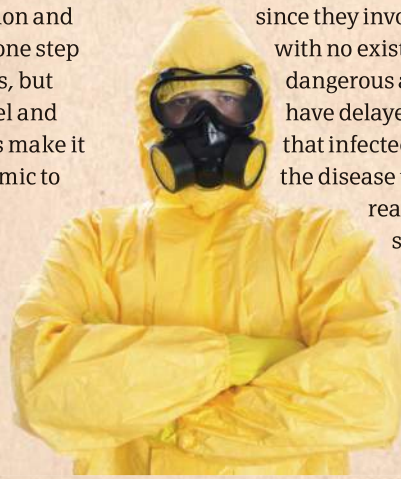 ion and
one step
s, but
el and
s make it
mic to
since they invo
with no exist
dangerous a
have delaye
that infected
the disease
rea
s